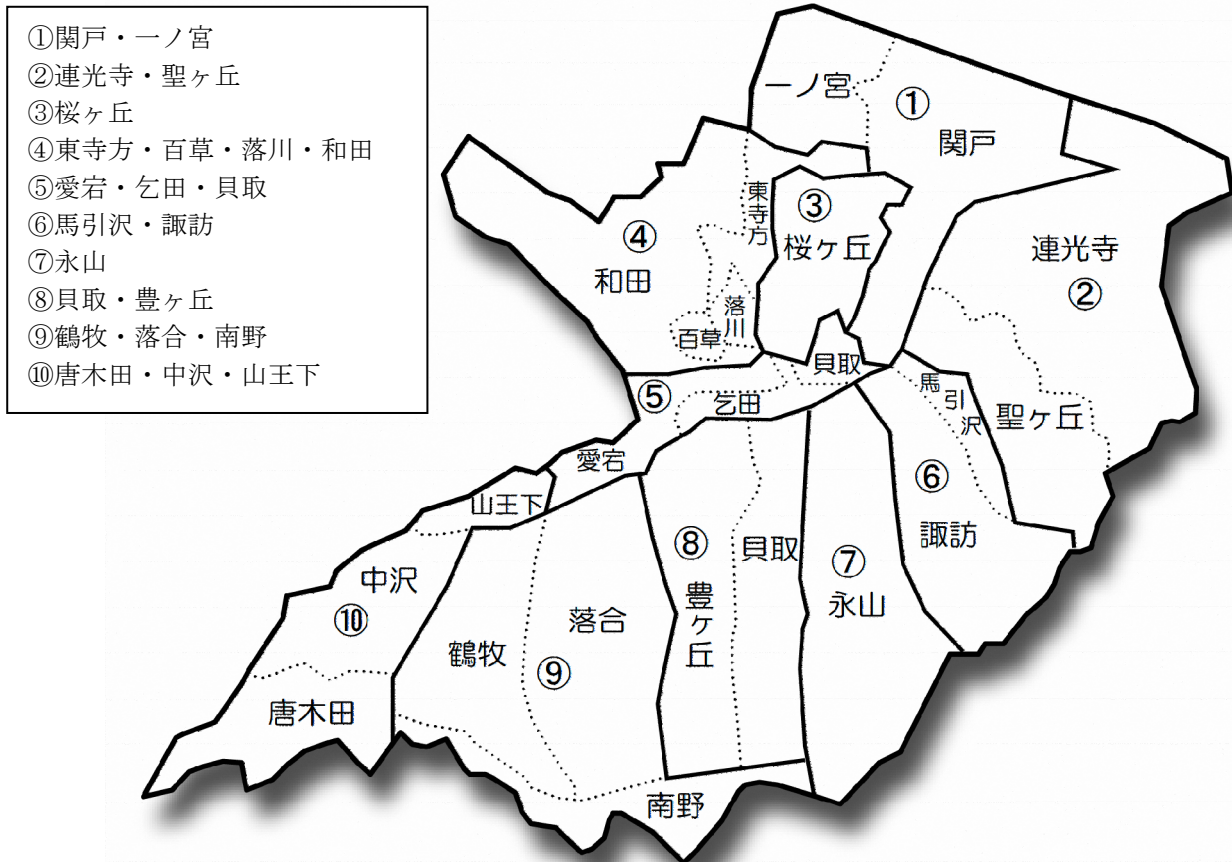 ①関戸・一ノ宮
②連光寺・聖ヶ丘
③桜ヶ丘
④東寺方・百草・落川・和田
⑤愛宕・乞田・貝取
⑥馬引沢・諏訪
⑦永山
⑧貝取・豊ヶ丘
⑨鶴牧・落合・南野
⑩唐木田・中沢・山王下
一ノ宮
①
関戸
東寺方
③
桜ヶ丘
④
和田
連光寺
②
落川
百草
貝取
⑤
乞田
馬引沢
聖ヶ丘
愛宕
⑥
諏訪
山王下
⑧
貝取
豊ヶ丘
⑦
永山
中沢
⑩
落合
鶴牧
⑨
唐木田
南野